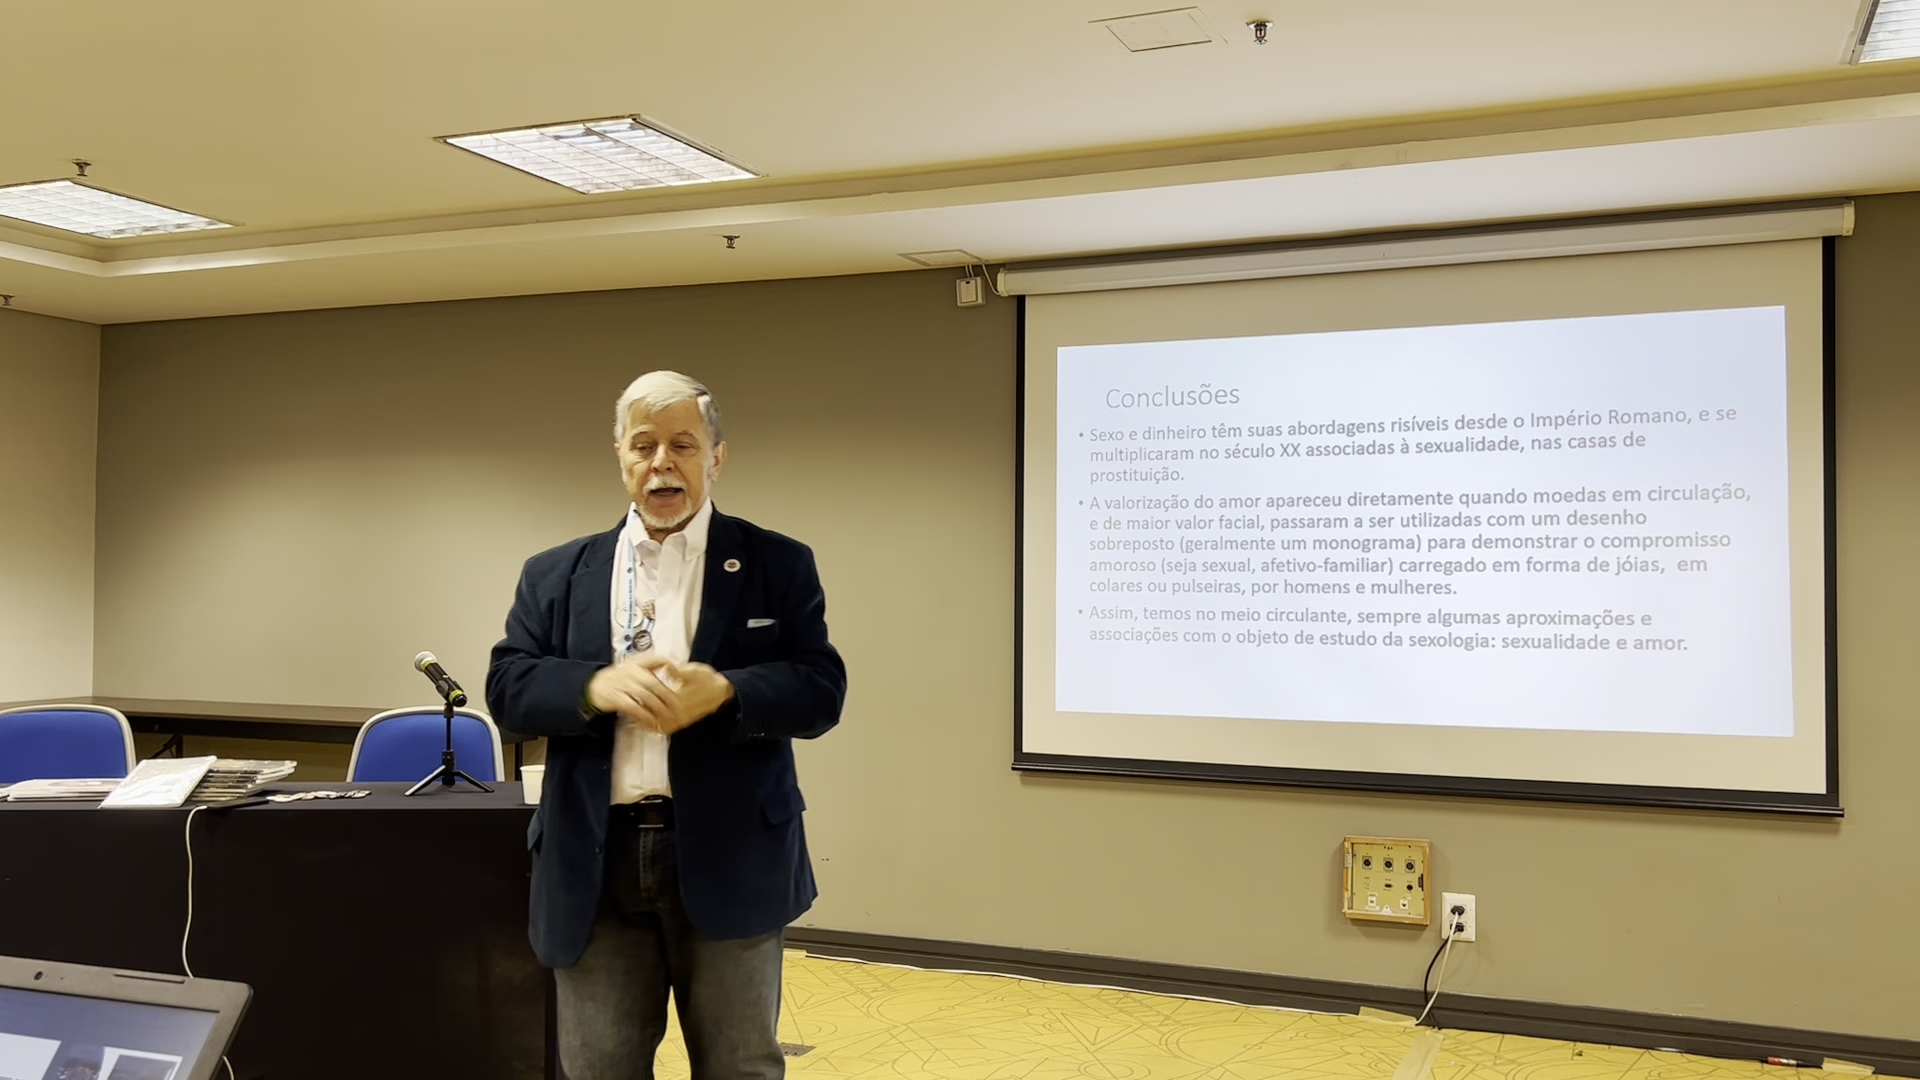 Conclusões
• Sexo e dinheiro têm suas abordagens risíveis desde o Império Romano, e se
multiplicaram no século XX associadas à sexualidade, nas casas de
prostituição.
• A valorização do amor apareceu diretamente quando moedas em circulação,
e de maior valor facial, passaram a ser utilizadas com um desenho
sobreposto (geralmente um monograma) para demonstrar o compromisso
amoroso (seja sexual, afetivo-familiar) carregado em forma de jóias, em
colares ou pulseiras, por homens e mulheres.
• Assim, temos no meio circulante, sempre algumas aproximações e
associações com o objeto de estudo da sexologia: sexualidade e amor.